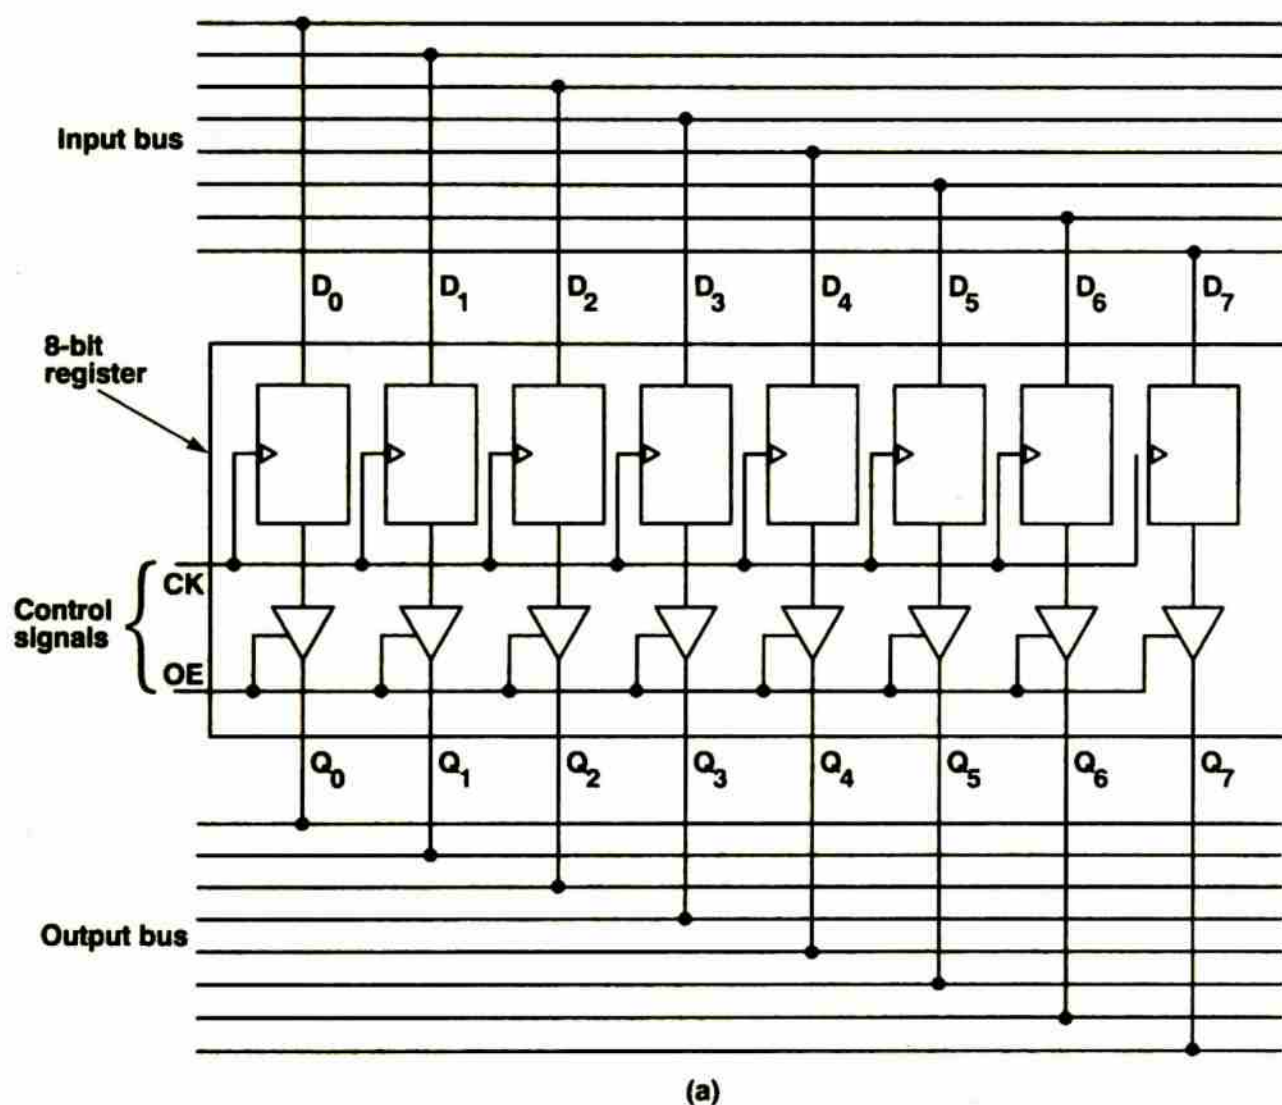 Input bus
D0 D1 D2 D3 D4 D5 D6 D7
8-bit
register
CK
Control
signals
OE
Q0 Q1 Q2 Q3 Q4 Q5 Q6 Q7
Output bus
(a)